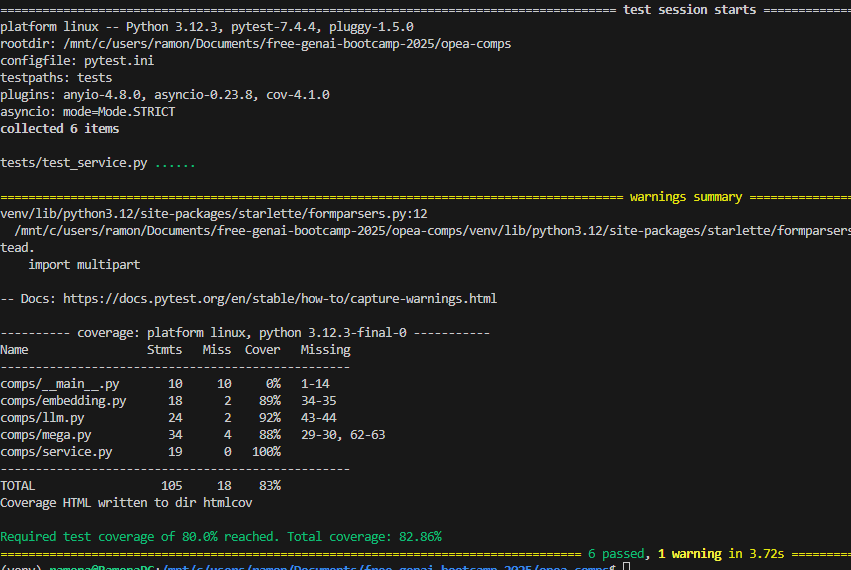 ============ test session starts ============
platform linux -- Python 3.12.3, pytest-7.4.4, pluggy-1.5.0
rootdir: /mnt/c/users/ramon/Documents/free-genai-bootcamp-2025/opea-comps
configfile: pytest.ini
testpaths: tests
plugins: anyio-4.8.0, asyncio-0.23.8, cov-4.1.0
asyncio: mode=Mode.STRICT
collected 6 items
tests/test_service.py ......
============ warnings summary ============
venv/lib/python3.12/site-packages/starlette/formparsers.py:12
/mnt/c/users/ramon/Documents/free-genai-bootcamp-2025/opea-comps/venv/lib/python3.12/site-packages/starlette/formparsers
tead.
import multipart
-- Docs: https://docs.pytest.org/en/stable/how-to/capture-warnings.html
---------- coverage: platform linux, python 3.12.3-final-0 -----------
Name Stmts Miss Cover Missing
--------------------------------------------------
comps/__main__.py 10 10 0% 1-14
comps/embedding.py 18 2 89% 34-35
comps/llm.py 24 2 92% 43-44
comps/mega.py 34 4 88% 29-30, 62-63
comps/service.py 19 0 100%
--------------------------------------------------
TOTAL 105 18 83%
Coverage HTML written to dir htmlcov
Required test coverage of 80.0% reached. Total coverage: 82.86%
============ 6 passed, 1 warning in 3.72s ============
(venv) ramona@RamonaPC:/mnt/c/users/ramon/Documents/free-genai-bootcamp-2025/opea-comps$